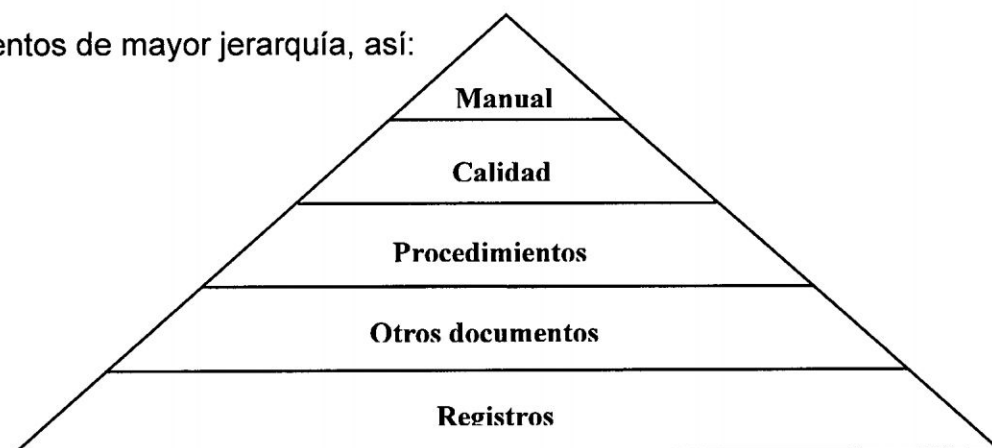 entos de mayor jerarquía, así:
Manual
Calidad
Procedimientos
Otros documentos
Registros